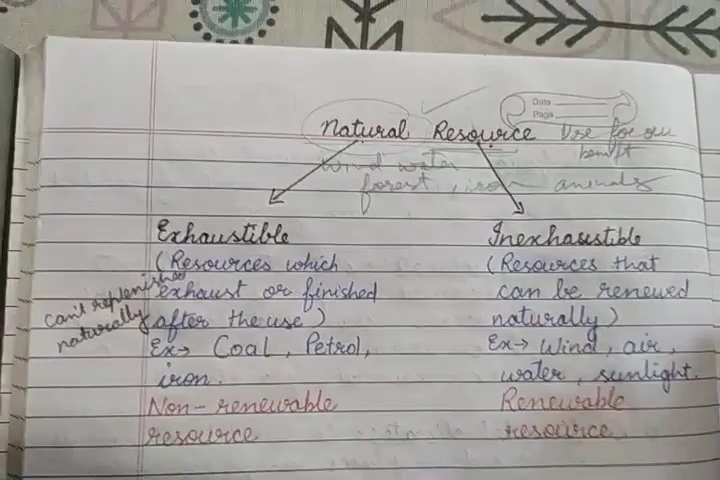 Date
Page
Natural Resource Use for our
benefit
wind water
forest, iron animals
Exhaustible
(Resources which
exhaust or finished
after the use)
Ex→ Coal, Petrol,
iron.
Non-renewable
resource
can't replenished
naturally
Inexhaustible
(Resources that
can be renewed
naturally)
Ex→ Wind, air,
water, sunlight.
Renewable
resource